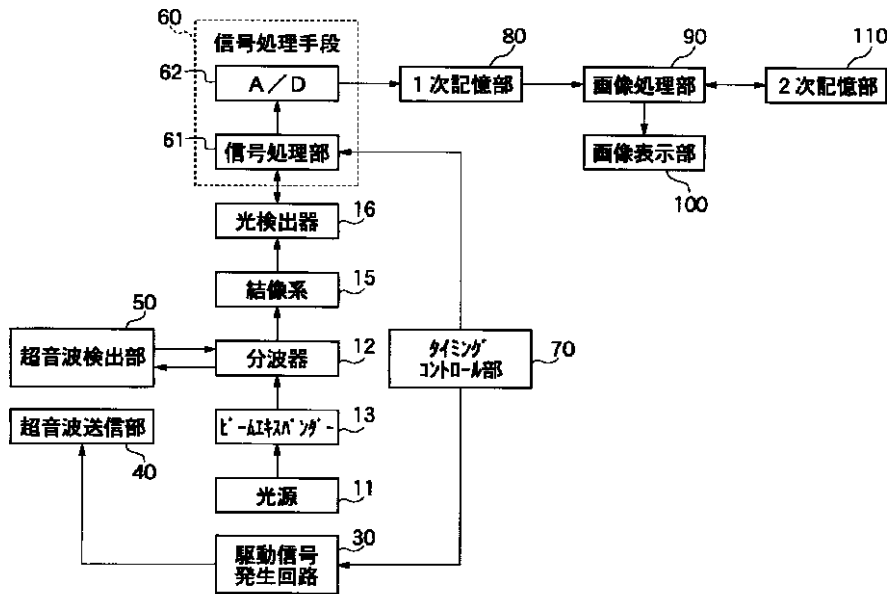 60
信号処理手段
62
A/D
61
信号処理部
80
1次記憶部
90
画像処理部
110
2次記憶部
画像表示部
100
光検出器
16
結像系
15
50
超音波検出部
分波器
12
タイミング
コントロール部
70
超音波送信部
40
ビームエキスパンダー
13
光源
11
駆動信号
発生回路
30